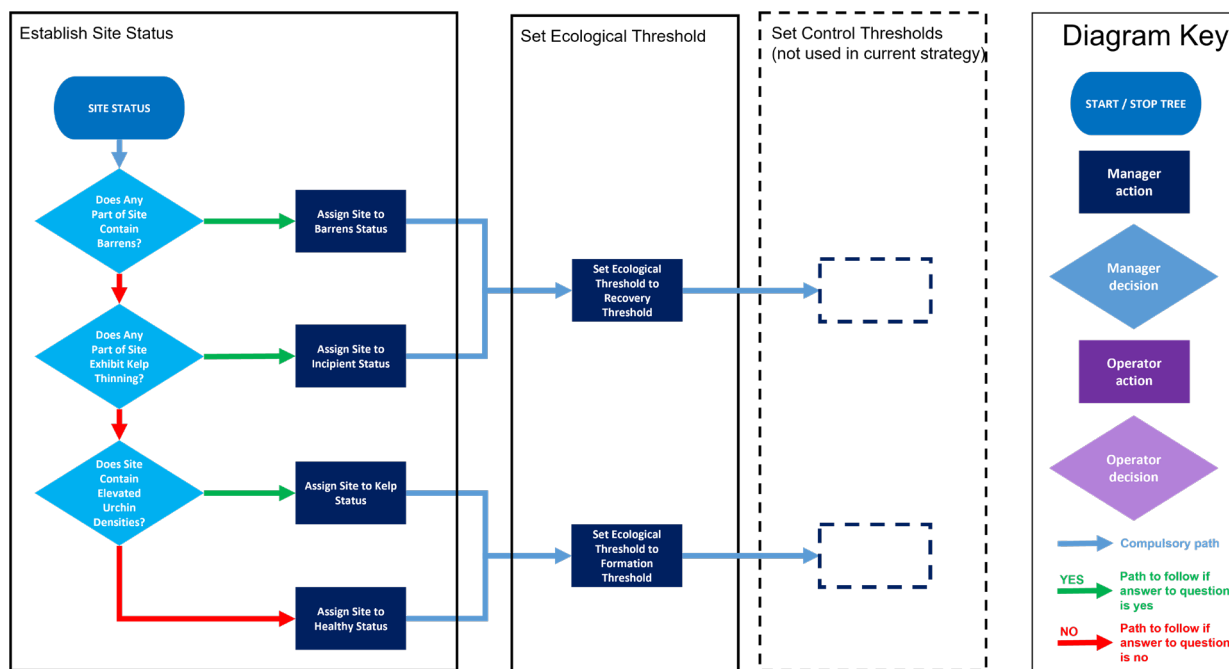 Establish Site Status
SITE STATUS
Does Any
Part of Site
Contain
Barrens?
Assign Site to
Barrens Status
Does Any
Part of Site
Exhibit Kelp
Thinning?
Assign Site to
Incipient Status
Does Site
Contain
Elevated
Urchin
Densities?
Assign Site to Kelp
Status
Assign Site to
Healthy Status
Set Ecological Threshold
Set Ecological
Threshold to
Recovery
Threshold
Set Ecological
Threshold to
Formation
Threshold
Set Control Thresholds
(not used in current strategy)
Diagram Key
START / STOP TREE
Manager
action
Manager
decision
Operator
action
Operator
decision
Compulsory path
YES
Path to follow if
answer to question
is yes
NO
Path to follow if
answer to question
is no